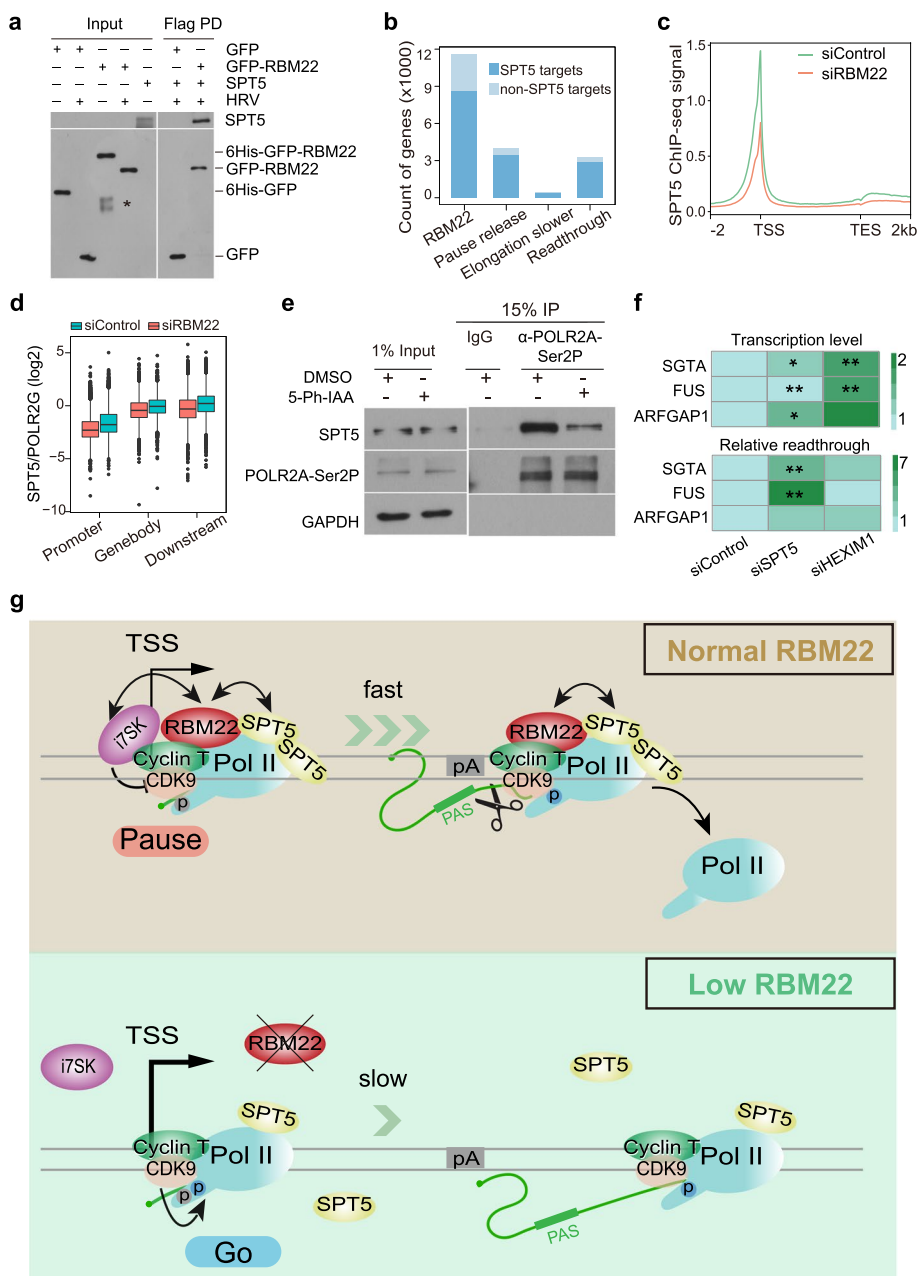 a
Input
Flag PD
+ + − − − + − GFP
− − + + − − + GFP-RBM22
− − − − + + + SPT5
− + − + − + + HRV
SPT5
6His-GFP-RBM22
GFP-RBM22
6His-GFP
*
GFP
b
Count of genes (x1000)
12
9
6
3
0
SPT5 targets
non-SPT5 targets
RBM22
Pause release
Elongation slower
Readthrough
c
SPT5 ChIP-seq signal
1.5
1.0
0.5
0.0
siControl
siRBM22
-2 TSS TES 2kb
d
siControl siRBM22
SPT5/POLR2G (log2)
5
0
−5
−10
Promoter
Genebody
Downstream
e
15% IP
1% Input
IgG
α-POLR2A-
Ser2P
DMSO + − + + −
5-Ph-IAA − + − − +
SPT5
POLR2A-Ser2P
GAPDH
f
Transcription level
SGTA * **
FUS ** **
ARFGAP1 *
2
1
Relative readthrough
SGTA **
FUS **
ARFGAP1
7
1
siControl
siSPT5
siHEXIM1
g
Normal RBM22
TSS
i7SK
RBM22
SPT5
SPT5
Cyclin T
CDK9
Pol II
p
Pause
fast
pA
PAS
RBM22
SPT5
SPT5
Cyclin T
CDK9
Pol II
p
Pol II
Low RBM22
TSS
i7SK
RBM22
SPT5
Cyclin T
CDK9
Pol II
p p
Go
SPT5
slow
SPT5
pA
PAS
SPT5
Cyclin T
CDK9
Pol II
p